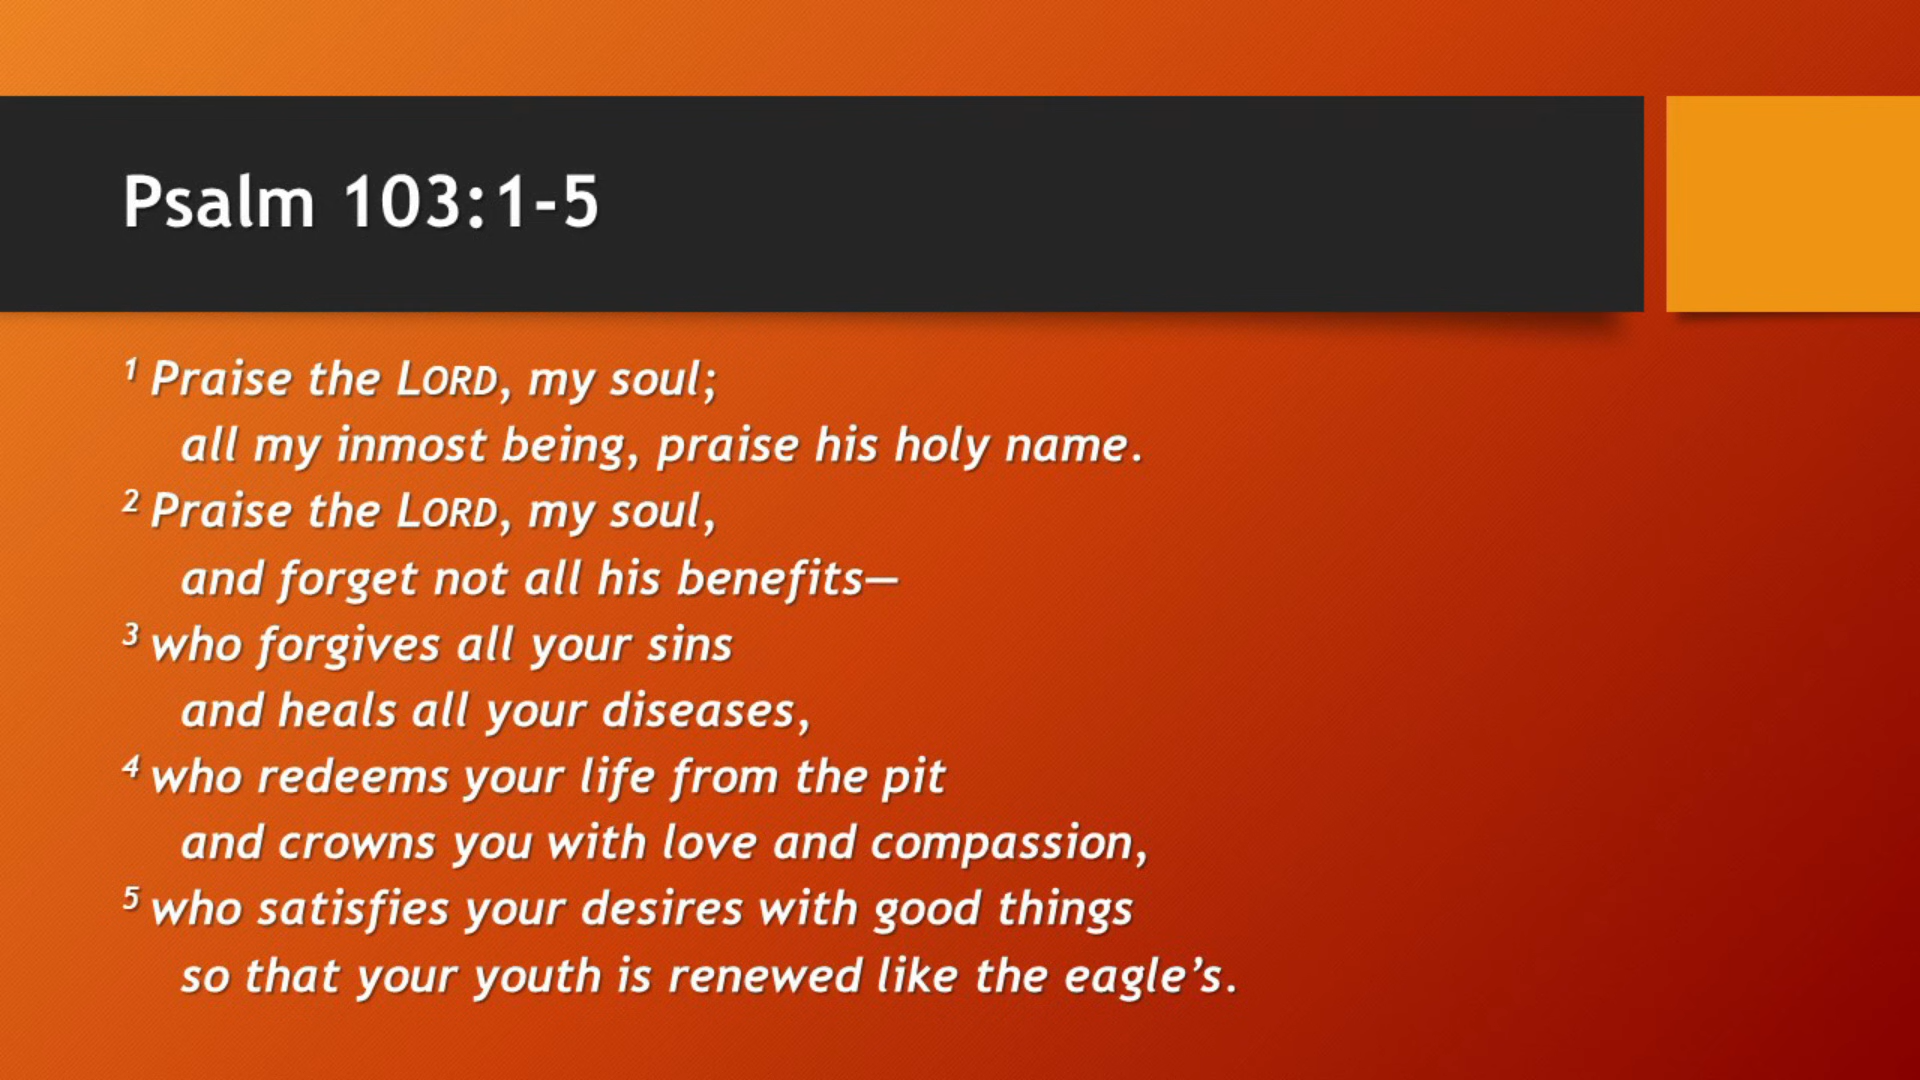 Psalm 103:1-5
1 Praise the LORD, my soul;
all my inmost being, praise his holy name.
2 Praise the LORD, my soul,
and forget not all his benefits—
3 who forgives all your sins
and heals all your diseases,
4 who redeems your life from the pit
and crowns you with love and compassion,
5 who satisfies your desires with good things
so that your youth is renewed like the eagle’s.